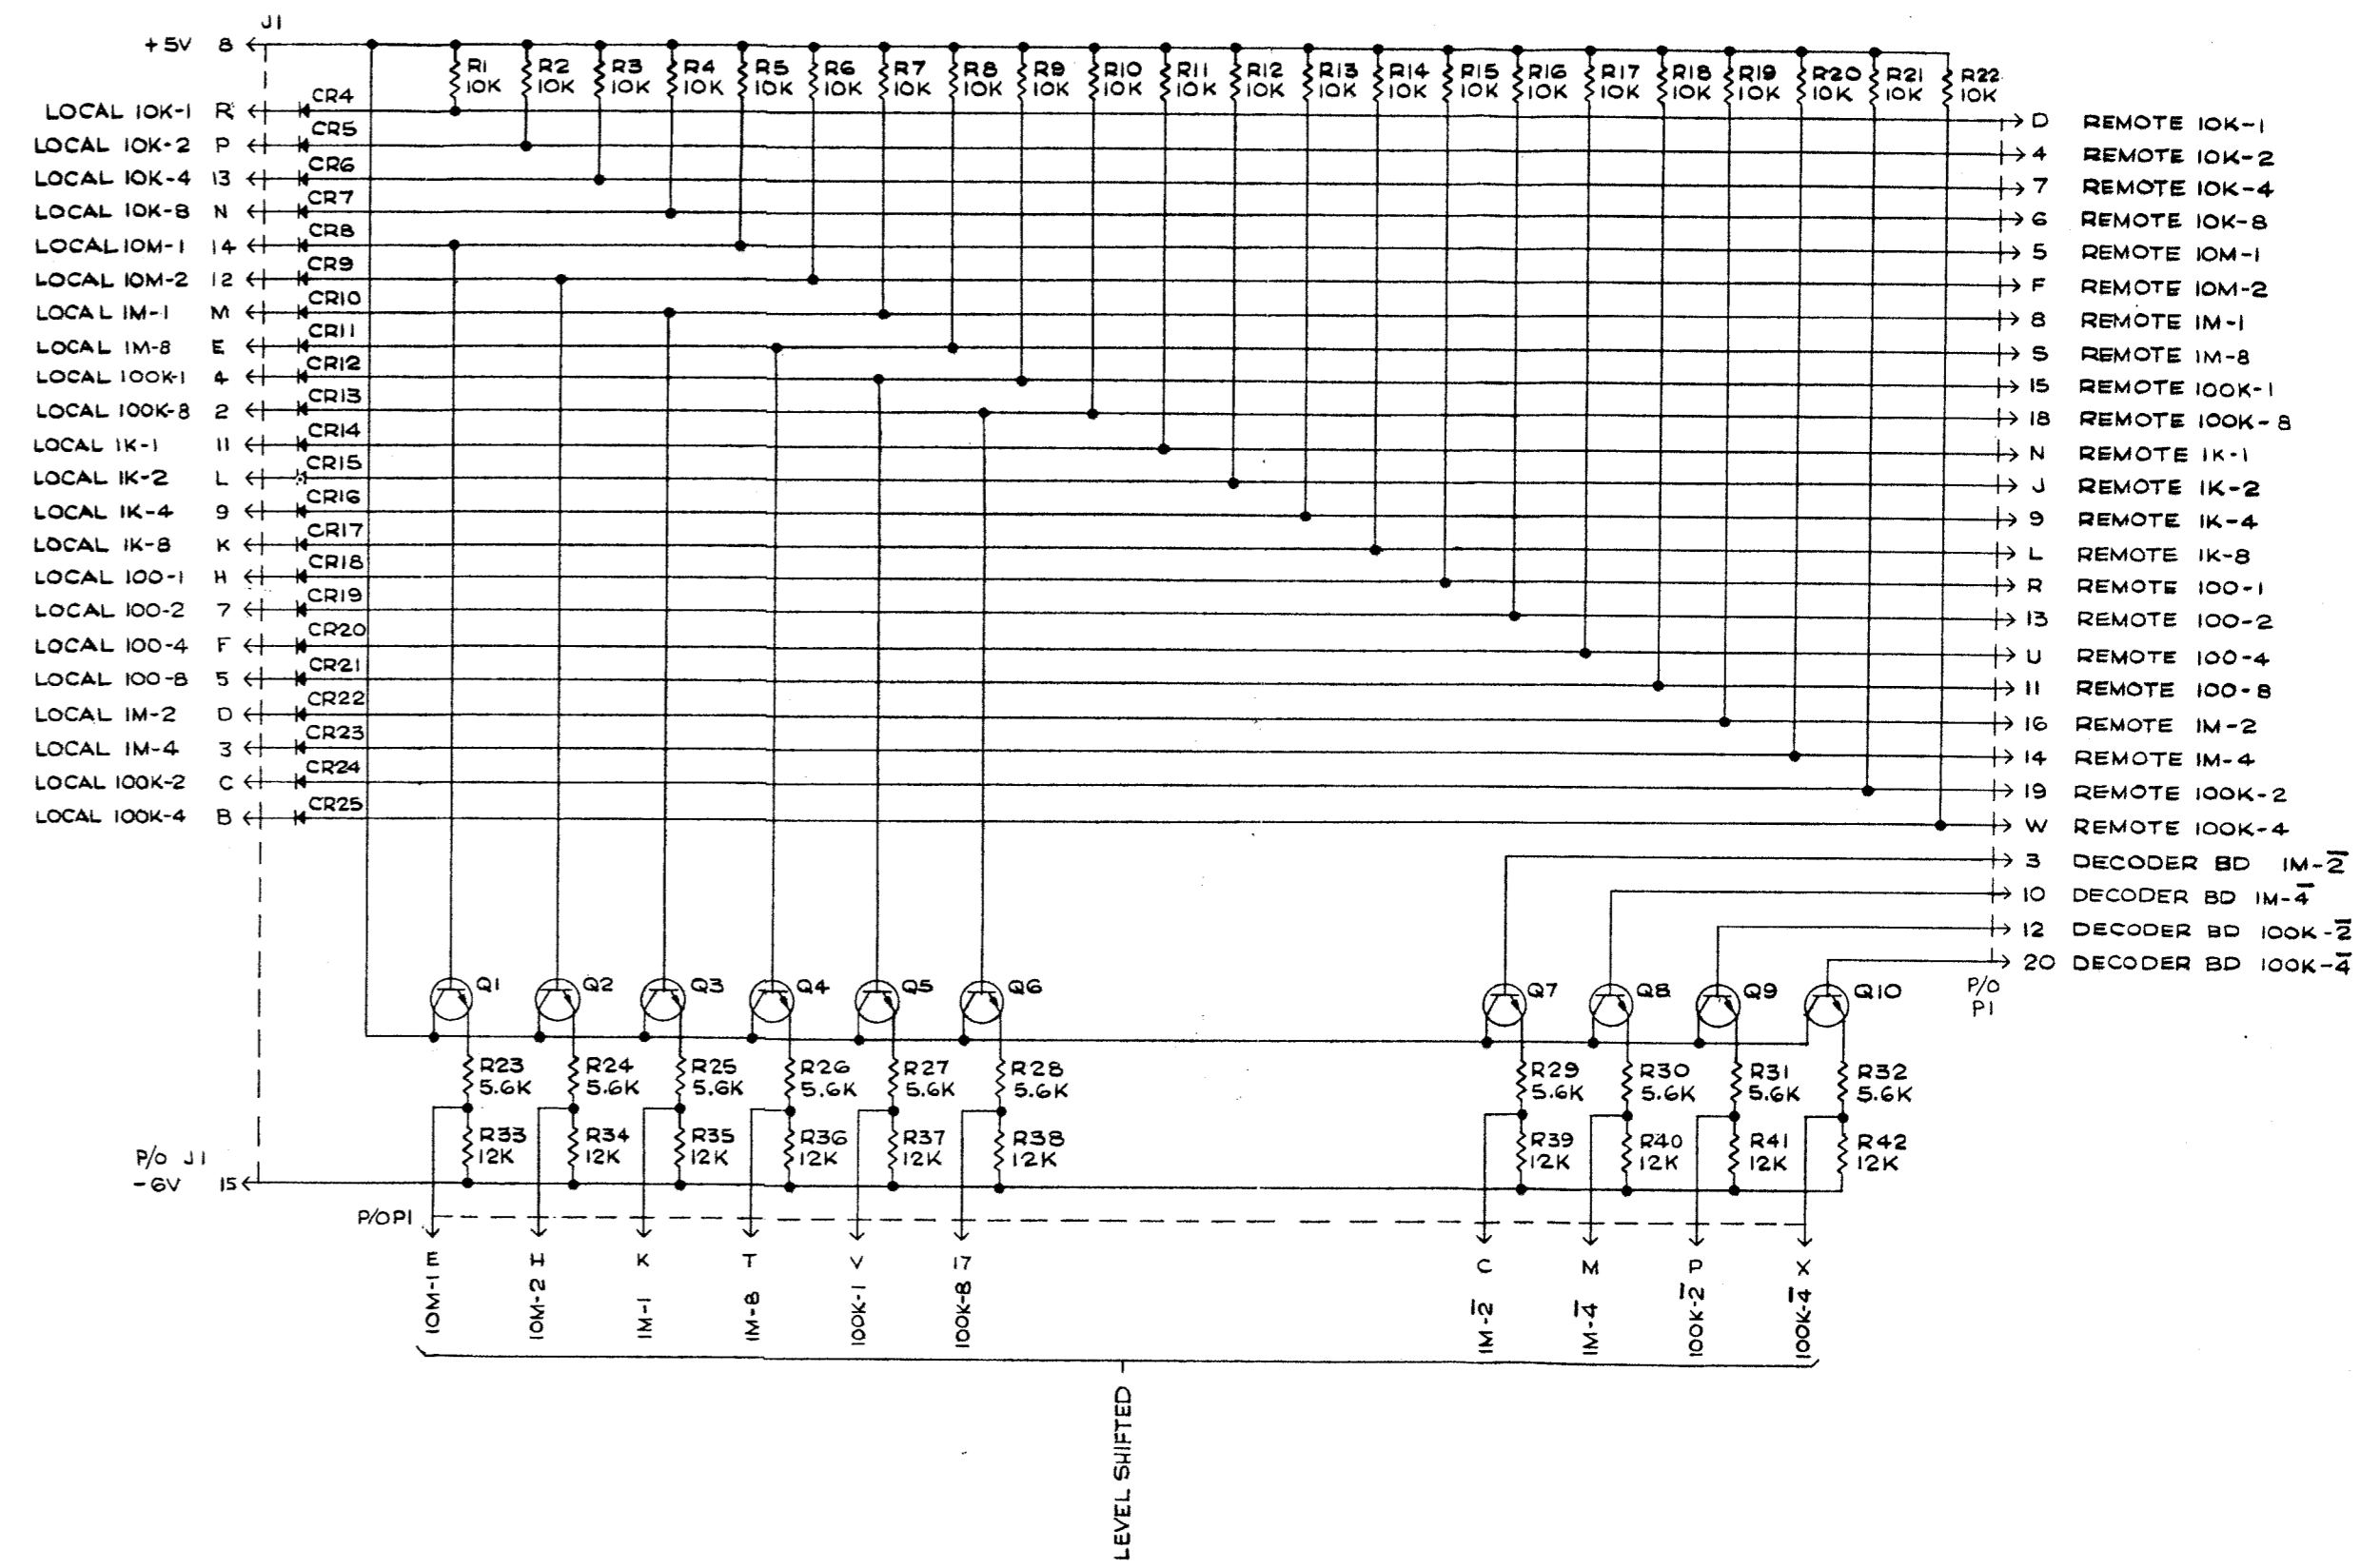 J1
+5V 8
R1 10K R2 10K R3 10K R4 10K R5 10K R6 10K R7 10K R8 10K R9 10K R10 10K R11 10K R12 10K R13 10K R14 10K R15 10K R16 10K R17 10K R18 10K R19 10K R20 10K R21 10K R22 10K
LOCAL 10K-1 R CR4 D REMOTE 10K-1
LOCAL 10K-2 P CR5 4 REMOTE 10K-2
LOCAL 10K-4 13 CR6 7 REMOTE 10K-4
LOCAL 10K-8 N CR7 6 REMOTE 10K-8
LOCAL 10M-1 14 CR8 5 REMOTE 10M-1
LOCAL 10M-2 12 CR9 F REMOTE 10M-2
LOCAL 1M-1 M CR10 8 REMOTE 1M-1
LOCAL 1M-8 E CR11 S REMOTE 1M-8
LOCAL 100K-1 4 CR12 15 REMOTE 100K-1
LOCAL 100K-8 2 CR13 18 REMOTE 100K-8
LOCAL 1K-1 11 CR14 N REMOTE 1K-1
LOCAL 1K-2 L CR15 J REMOTE 1K-2
LOCAL 1K-4 9 CR16 9 REMOTE 1K-4
LOCAL 1K-8 K CR17 L REMOTE 1K-8
LOCAL 100-1 H CR18 R REMOTE 100-1
LOCAL 100-2 7 CR19 13 REMOTE 100-2
LOCAL 100-4 F CR20 U REMOTE 100-4
LOCAL 100-8 5 CR21 11 REMOTE 100-8
LOCAL 1M-2 D CR22 16 REMOTE 1M-2
LOCAL 1M-4 3 CR23 14 REMOTE 1M-4
LOCAL 100K-2 C CR24 19 REMOTE 100K-2
LOCAL 100K-4 B CR25 W REMOTE 100K-4
3 DECODER BD 1M-2̅
10 DECODER BD 1M-4̅
12 DECODER BD 100K-2̅
20 DECODER BD 100K-4̅
P/O P1
Q1 Q2 Q3 Q4 Q5 Q6 Q7 Q8 Q9 Q10
R23 R24 R25 R26 R27 R28 R29 R30 R31 R32
5.6K 5.6K 5.6K 5.6K 5.6K 5.6K 5.6K 5.6K 5.6K 5.6K
R33 R34 R35 R36 R37 R38 R39 R40 R41 R42
12K 12K 12K 12K 12K 12K 12K 12K 12K 12K
P/O J1
-6V 15
P/O P1
E H K T V 17 C M P X
10M-1 10M-2 1M-1 1M-8 100K-1 100K-8 1M-2̅ 1M-4̅ 100K-2̅ 100K-4̅
LEVEL SHIFTED